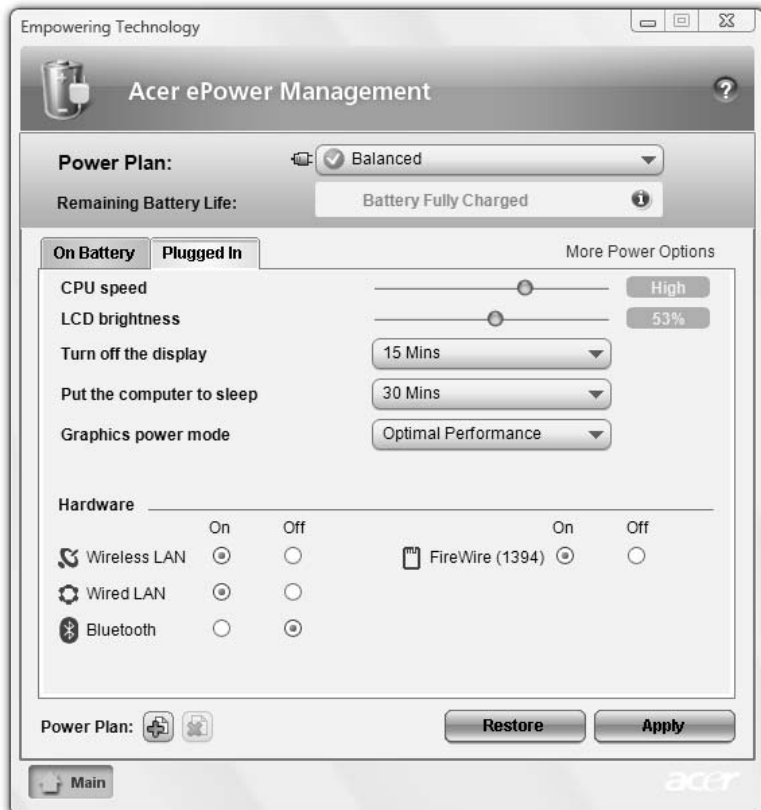 Empowering Technology
Acer ePower Management
?
Power Plan: Balanced
Remaining Battery Life: Battery Fully Charged
On Battery Plugged In More Power Options
CPU speed High
LCD brightness 53%
Turn off the display 15 Mins
Put the computer to sleep 30 Mins
Graphics power mode Optimal Performance
Hardware
On Off On Off
Wireless LAN FireWire (1394)
Wired LAN
Bluetooth
Power Plan: Restore Apply
Main acer